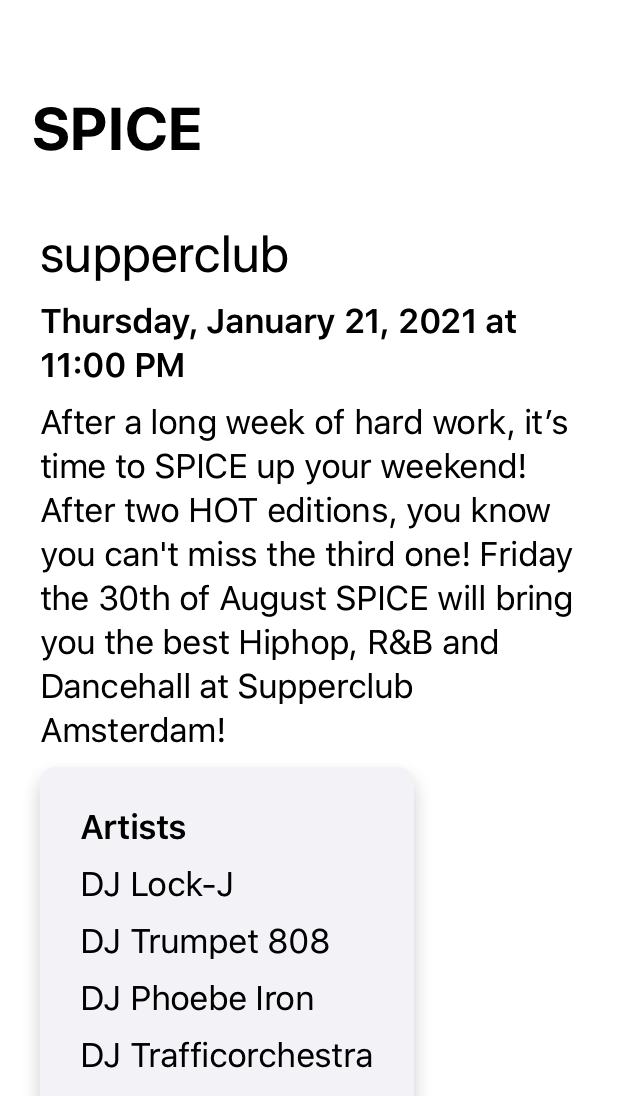 SPICE
supperclub
Thursday, January 21, 2021 at
11:00 PM
After a long week of hard work, it’s
time to SPICE up your weekend!
After two HOT editions, you know
you can't miss the third one! Friday
the 30th of August SPICE will bring
you the best Hiphop, R&B and
Dancehall at Supperclub
Amsterdam!
Artists
DJ Lock-J
DJ Trumpet 808
DJ Phoebe Iron
DJ Trafficorchestra